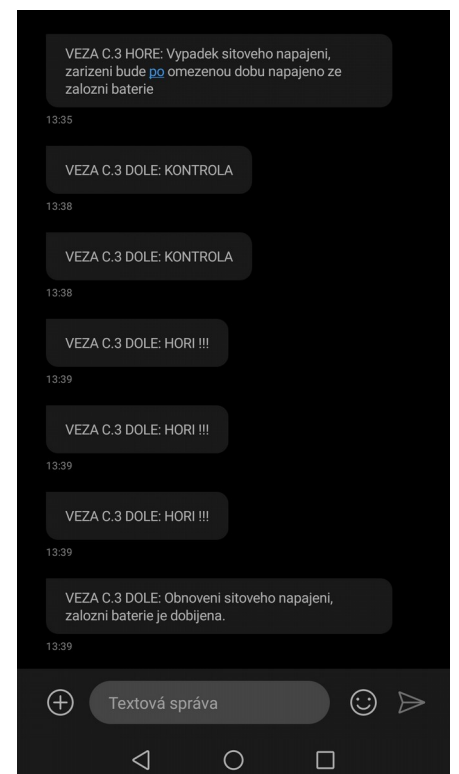 VEZA C.3 HORE: Vypadek sitoveho napajeni,
zarizeni bude po omezenou dobu napajeno ze
zalozni baterie
13:35
VEZA C.3 DOLE: KONTROLA
13:38
VEZA C.3 DOLE: KONTROLA
13:38
VEZA C.3 DOLE: HORI !!!
13:39
VEZA C.3 DOLE: HORI !!!
13:39
VEZA C.3 DOLE: HORI !!!
13:39
VEZA C.3 DOLE: Obnoveni sitoveho napajeni,
zalozni baterie je dobijena.
13:39
Textová správa